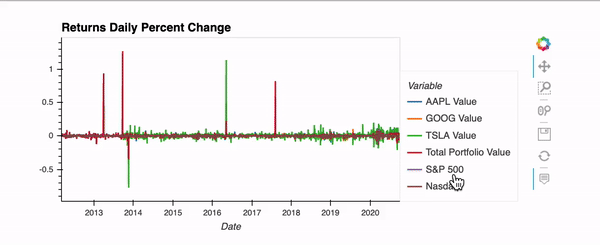 Returns Daily Percent Change
1
0.5
0
-0.5
2013 2014 2015 2016 2017 2018 2019 2020
Date
Variable
AAPL Value
GOOG Value
TSLA Value
Total Portfolio Value
S&P 500